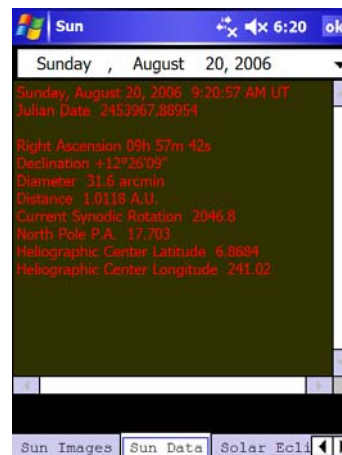 Sun 6:20 ok
Sunday , August 20, 2006
Sunday, August 20, 2006 9:20:57 AM UT
Julian Date 2453967.88954
Right Ascension 09h 57m 42s
Declination +12°26'09"
Diameter 31.6 arcmin
Distance 1.0118 A.U.
Current Synodic Rotation 2046.8
North Pole P.A. 17.703
Heliographic Center Latitude 6.8684
Heliographic Center Longitude 241.02
Sun Images Sun Data Solar Ecli